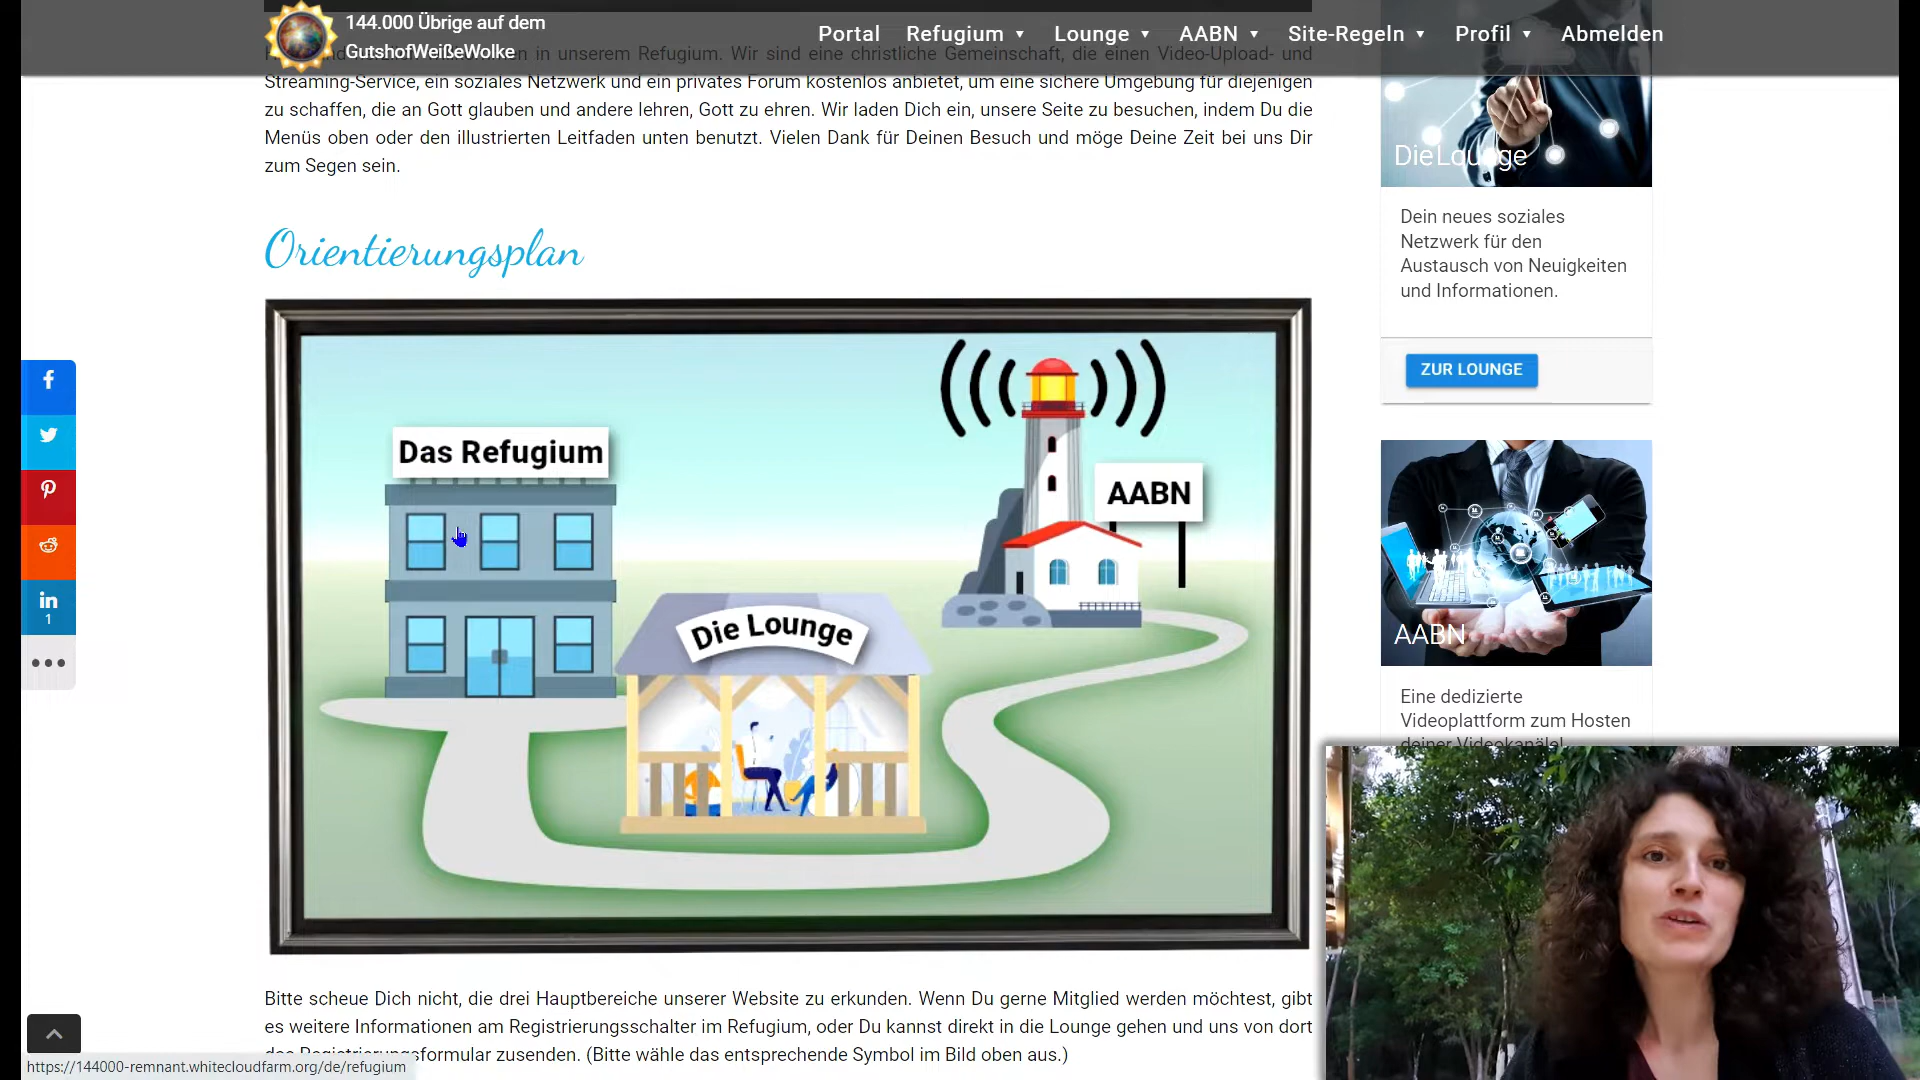 144.000 Übrige auf dem
GutshofWeißeWolke
Portal Refugium Lounge AABN Site-Regeln Profil Abmelden
in unserem Refugium. Wir sind eine christliche Gemeinschaft, die einen Video-Upload- und
Streaming-Service, ein soziales Netzwerk und ein privates Forum kostenlos anbietet, um eine sichere Umgebung für diejenigen
zu schaffen, die an Gott glauben und andere lehren, Gott zu ehren. Wir laden Dich ein, unsere Seite zu besuchen, indem Du die
Menüs oben oder den illustrierten Leitfaden unten benutzt. Vielen Dank für Deinen Besuch und möge Deine Zeit bei uns Dir
zum Segen sein.
Orientierungsplan
Das Refugium
AABN
Die Lounge
Bitte scheue Dich nicht, die drei Hauptbereiche unserer Website zu erkunden. Wenn Du gerne Mitglied werden möchtest, gibt
es weitere Informationen am Registrierungsschalter im Refugium, oder Du kannst direkt in die Lounge gehen und uns von dort
das Registrierungsformular zusenden. (Bitte wähle das entsprechende Symbol im Bild oben aus.)
Die Lounge
Dein neues soziales
Netzwerk für den
Austausch von Neuigkeiten
und Informationen.
ZUR LOUNGE
AABN
Eine dedizierte
Videoplattform zum Hosten
deiner Videokanäle!
in
1
https://144000-remnant.whitecloudfarm.org/de/refugium